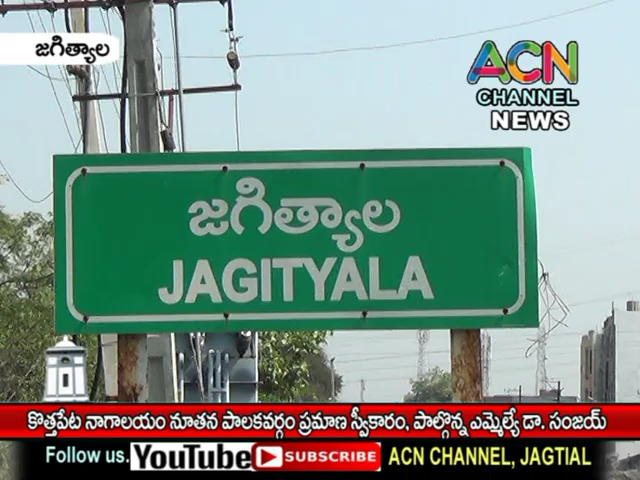 జగిత్యాల
ACN
CHANNEL
NEWS
జగిత్యాల
JAGITYALA
కొత్తపేట నాగాలయం నూతన పాలకవర్గం ప్రమాణ స్వీకారం, పాల్గొన్న ఎమ్మెల్యే డా. సంజయ్
Follow us. YouTube SUBSCRIBE ACN CHANNEL, JAGTIAL